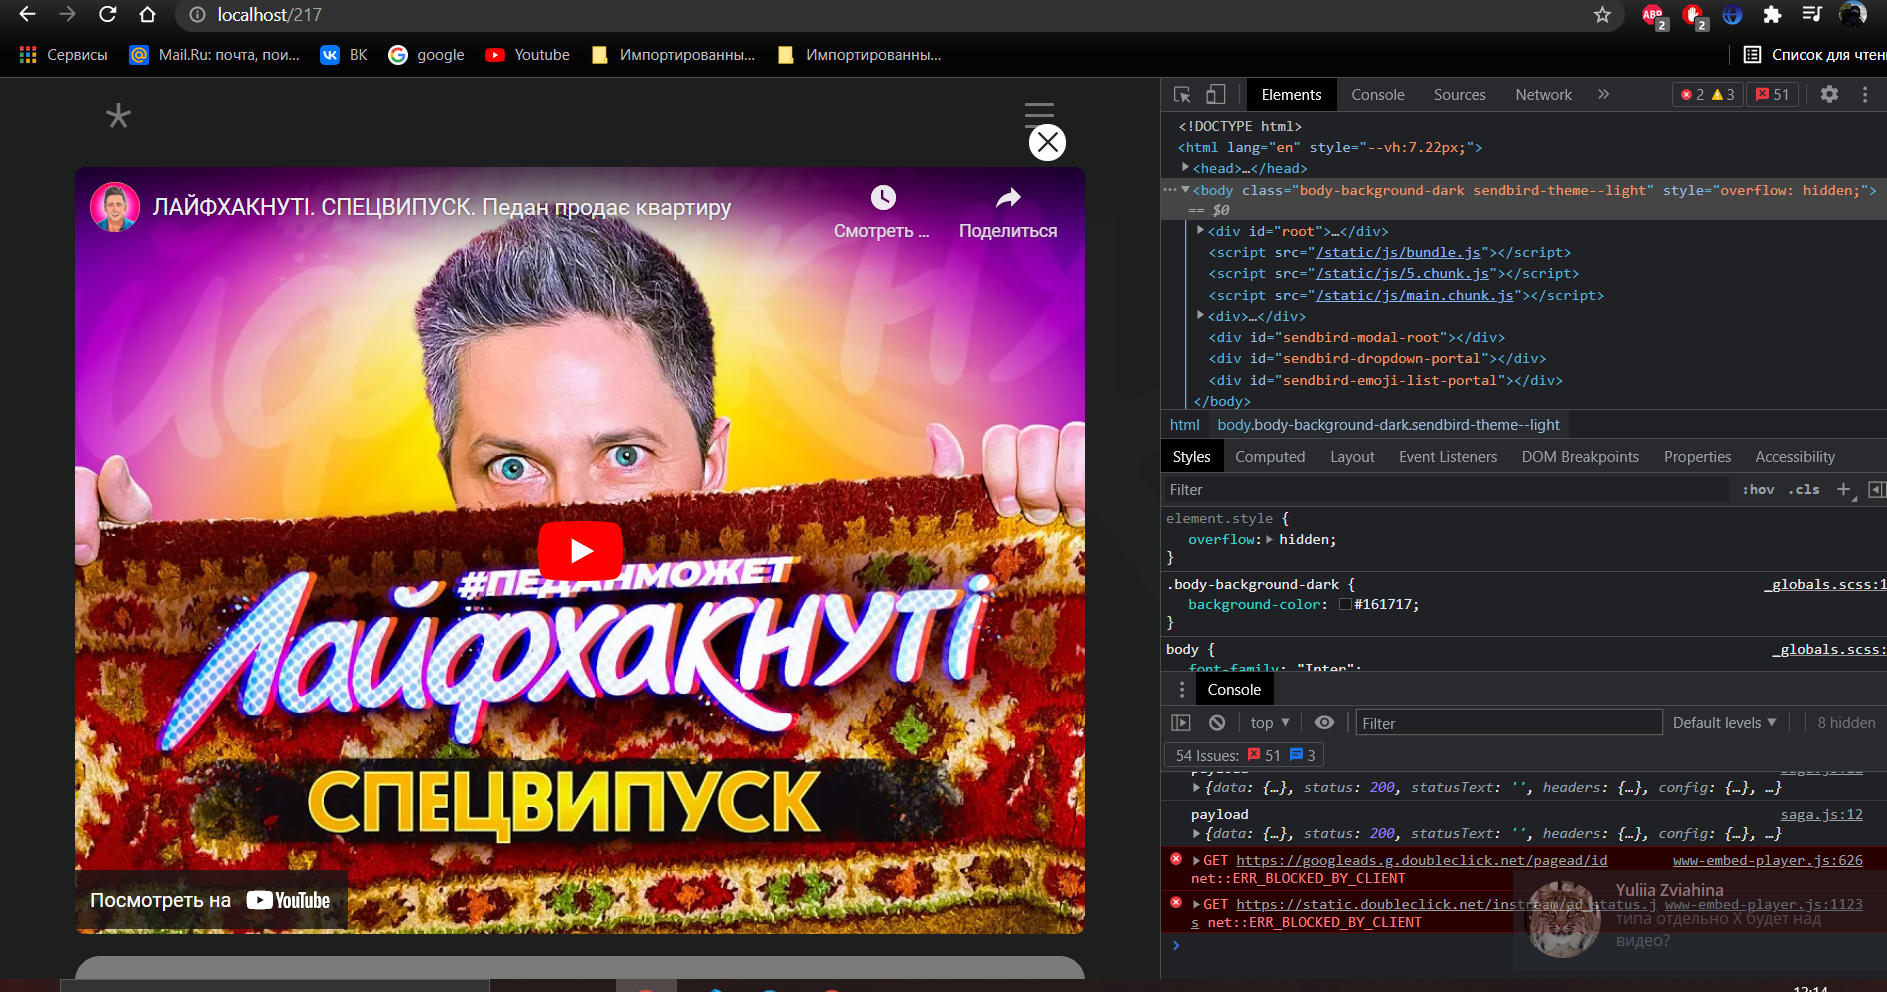 localhost/217
ABP
2
2
Сервисы
Mail.Ru: почта, пои...
ВК
google
Youtube
Импортированны...
Импортированны...
Список для чтен
ЛАЙФХАКНУТІ. СПЕЦВИПУСК. Педан продає квартиру
Смотреть ...
Поделиться
#ПЕДАНМОЖЕТ
Лайфхакнуті
СПЕЦВИПУСК
Посмотреть на YouTube
Elements
Console
Sources
Network
2
3
51
<!DOCTYPE html>
<html lang="en" style="--vh:7.22px;">
<head>…</head>
<body class="body-background-dark sendbird-theme--light" style="overflow: hidden;">
== $0
<div id="root">…</div>
<script src="/static/js/bundle.js"></script>
<script src="/static/js/5.chunk.js"></script>
<script src="/static/js/main.chunk.js"></script>
<div>…</div>
<div id="sendbird-modal-root"></div>
<div id="sendbird-dropdown-portal"></div>
<div id="sendbird-emoji-list-portal"></div>
</body>
html
body.body-background-dark.sendbird-theme--light
Styles
Computed
Layout
Event Listeners
DOM Breakpoints
Properties
Accessibility
Filter
:hov
.cls
element.style {
overflow: hidden;
}
.body-background-dark {
_globals.scss:1
background-color: #161717;
}
body {
_globals.scss:
font-family: "Inter";
Console
top
Filter
Default levels
8 hidden
54 Issues:
51
3
payload
saga.js:12
{data: {…}, status: 200, statusText: '', headers: {…}, config: {…}, …}
payload
saga.js:12
{data: {…}, status: 200, statusText: '', headers: {…}, config: {…}, …}
GET https://googleads.g.doubleclick.net/pagead/id
www-embed-player.js:626
net::ERR_BLOCKED_BY_CLIENT
GET https://static.doubleclick.net/instream/ad_status.j
www-embed-player.js:1123
s net::ERR_BLOCKED_BY_CLIENT
Yuliia Zviahina
типа отдельно X будет над
видео?
12:14